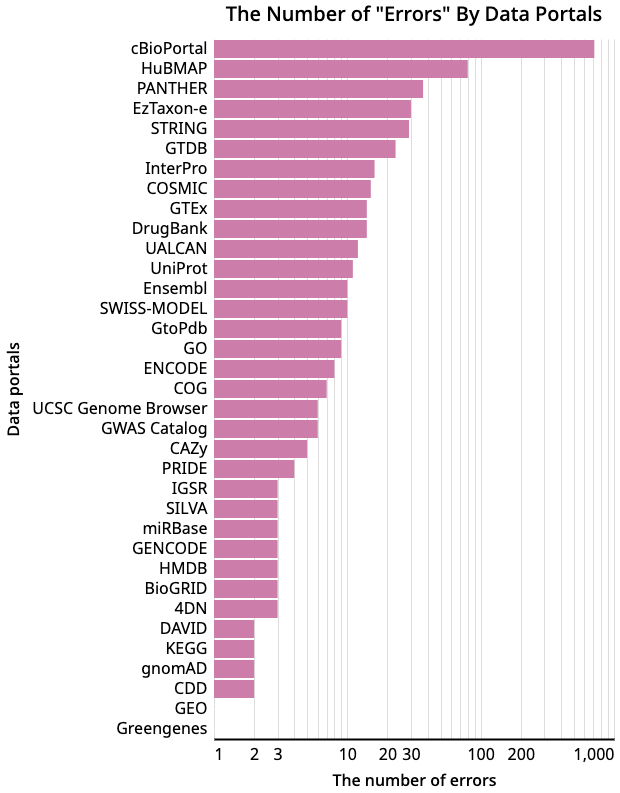 The Number of "Errors" By Data Portals
Data portals
cBioPortal
HuBMAP
PANTHER
EzTaxon-e
STRING
GTDB
InterPro
COSMIC
GTEx
DrugBank
UALCAN
UniProt
Ensembl
SWISS-MODEL
GtoPdb
GO
ENCODE
COG
UCSC Genome Browser
GWAS Catalog
CAZy
PRIDE
IGSR
SILVA
miRBase
GENCODE
HMDB
BioGRID
4DN
DAVID
KEGG
gnomAD
CDD
GEO
Greengenes
1 2 3 10 20 30 100 200 1,000
The number of errors